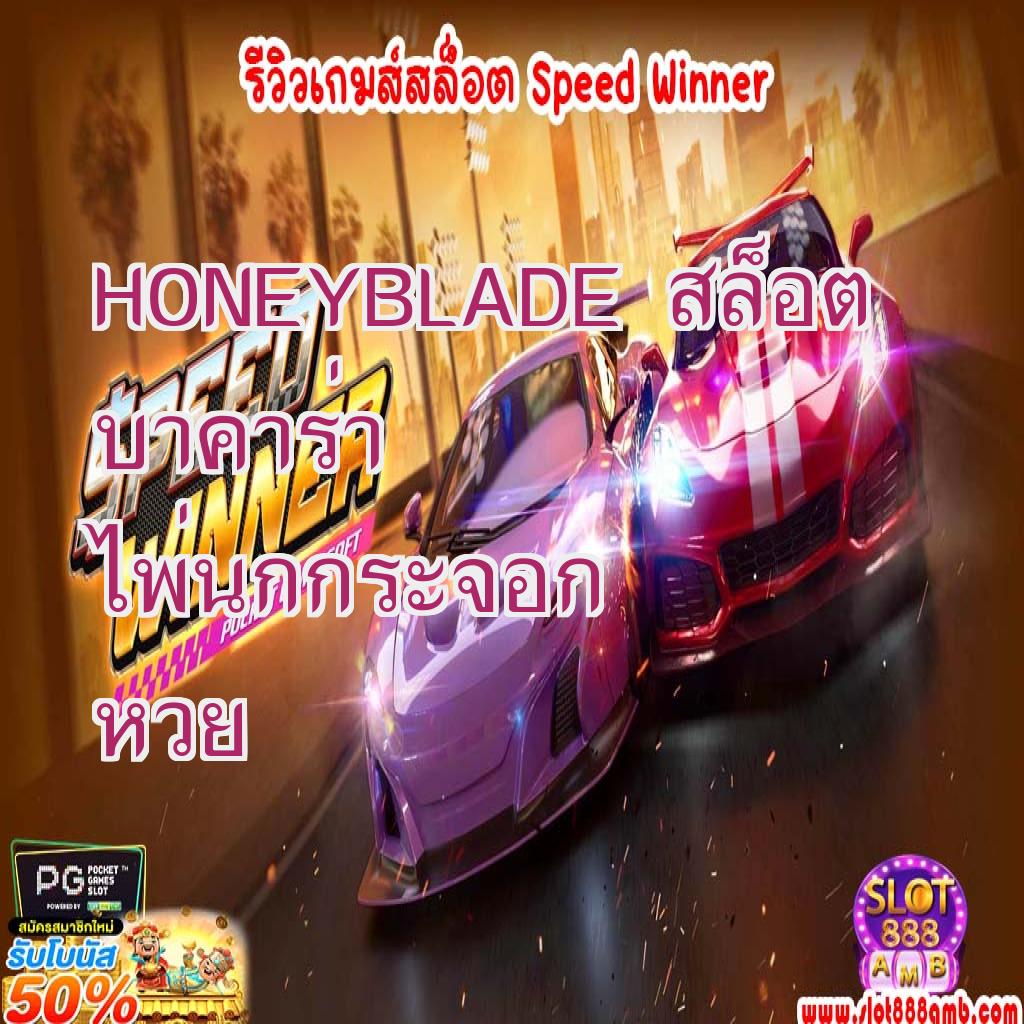 รีวิวเกมส์สล็อต Speed Winner
HONEYBLADE สล็อต
บาคาร่า
ไพ่นกกระจอก
หวย
SPEED
WINNER
PG POCKET GAMES SLOT
POWERED BY
สมัครสมาชิกใหม่
รับโบนัส
50%
SLOT
888
AMB
www.slot888amb.com